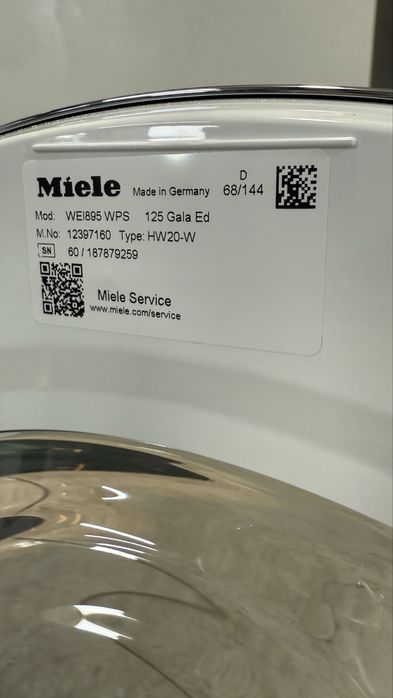 Miele Made in Germany D 68/144
Mod: WEI895 WPS 125 Gala Ed
M.No: 12397160 Type: HW20-W
SN 60 / 187879259
Miele Service
www.miele.com/service